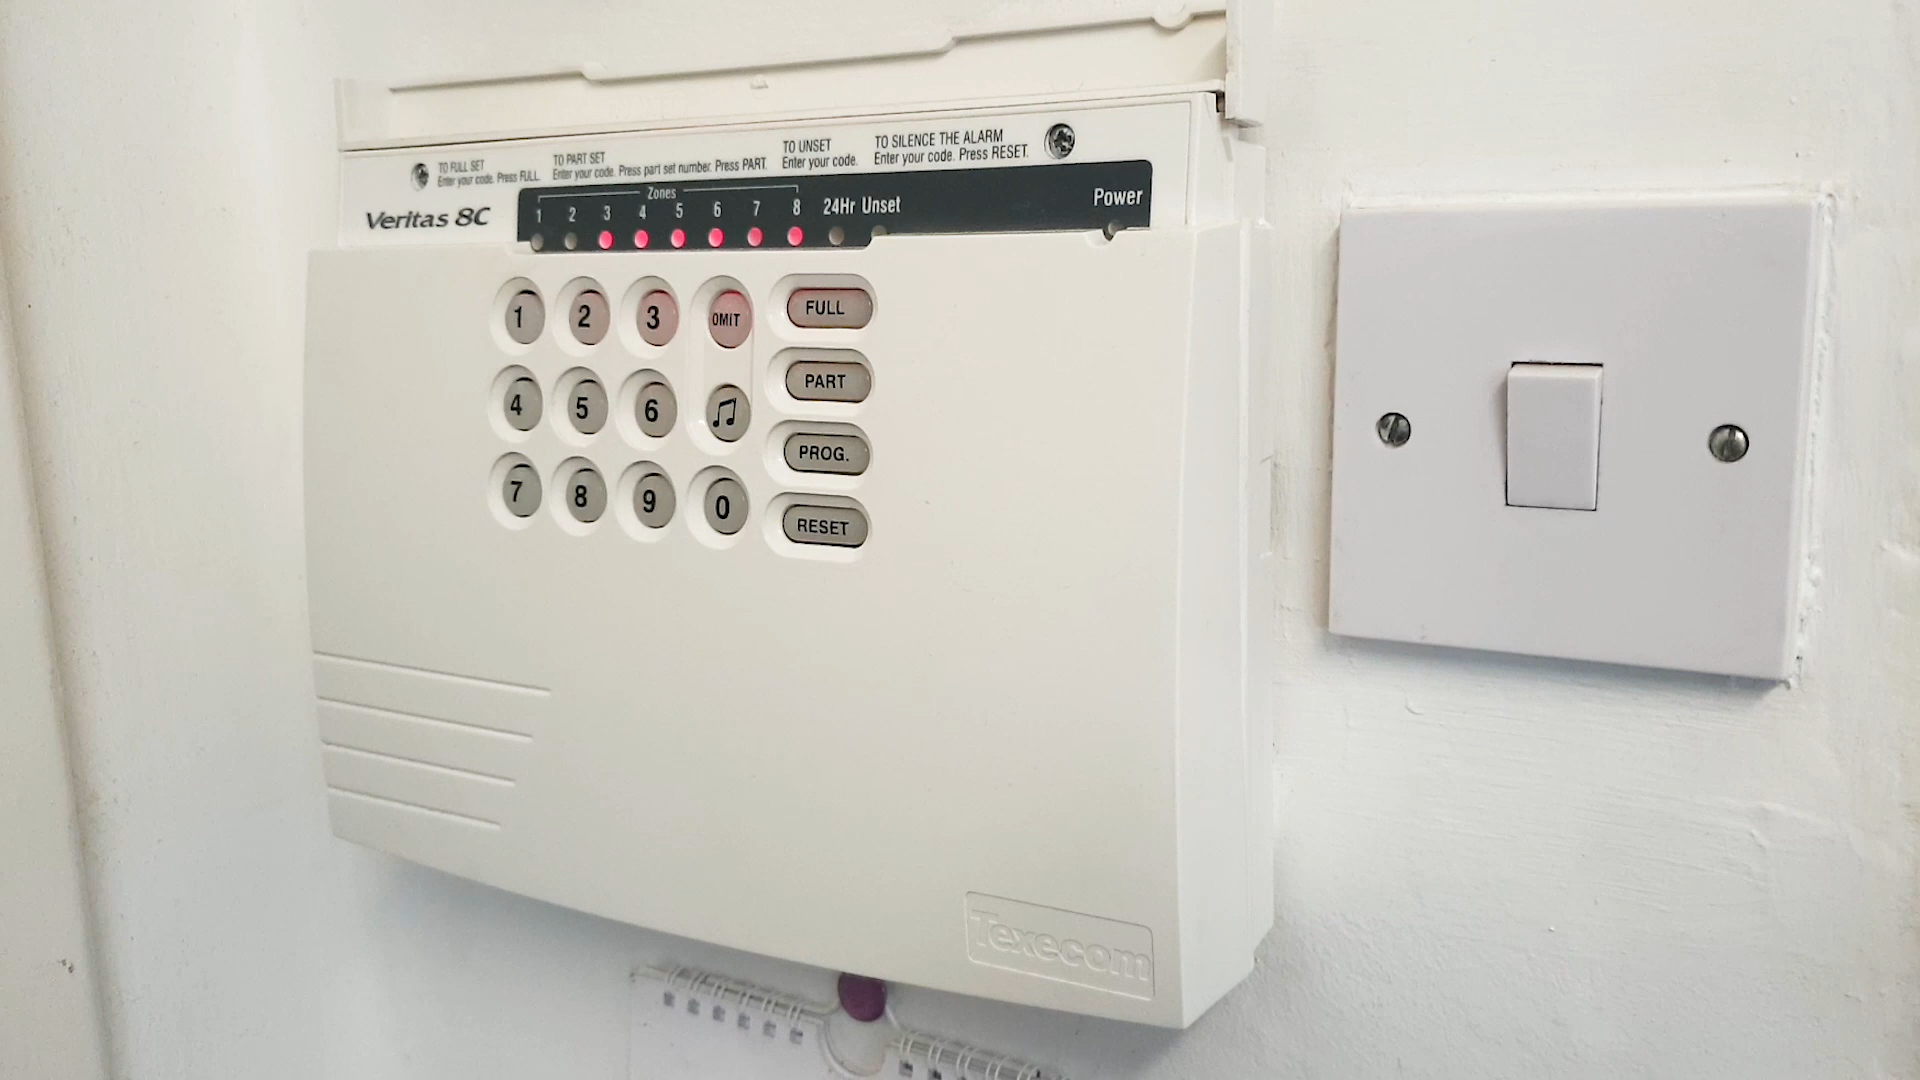 TO FULL SET
Enter your code. Press FULL.
TO PART SET
Enter your code. Press part set number. Press PART.
TO UNSET
Enter your code.
TO SILENCE THE ALARM
Enter your code. Press RESET.
Veritas 8C
Zones
1 2 3 4 5 6 7 8 24Hr Unset Power
1 2 3 OMIT FULL
4 5 6 PART
PROG.
7 8 9 0 RESET
Texecom